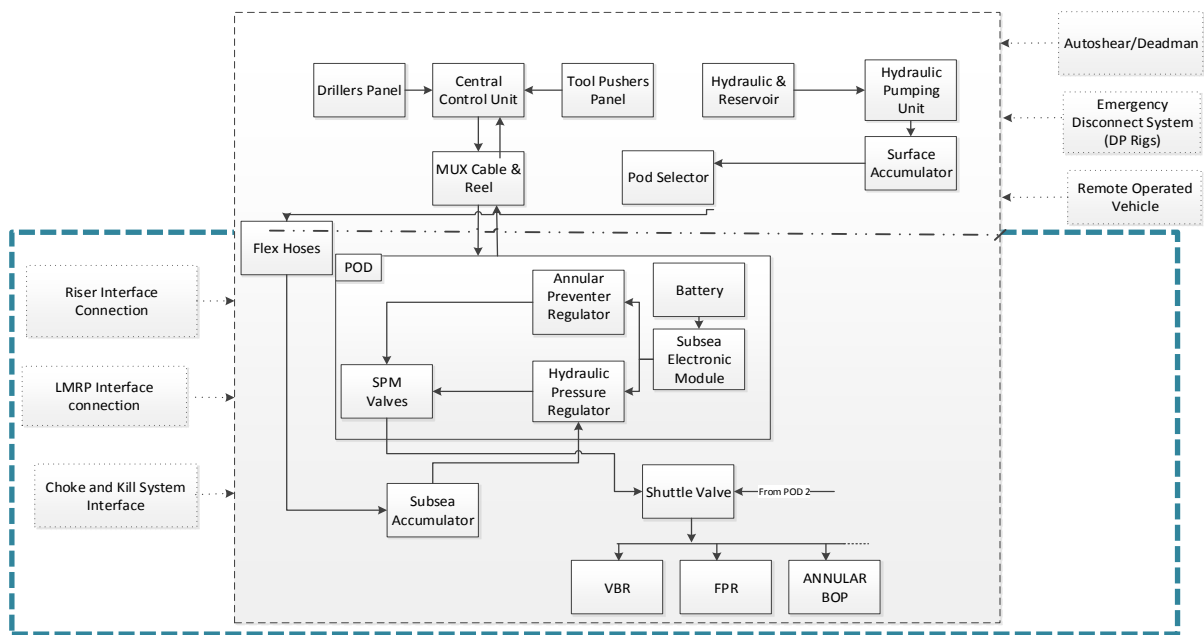 Autoshear/Deadman
Drillers Panel
Central
Control Unit
Tool Pushers
Panel
Hydraulic &
Reservoir
Hydraulic
Pumping
Unit
Emergency
Disconnect System
(DP Rigs)
MUX Cable &
Reel
Pod Selector
Surface
Accumulator
Remote Operated
Vehicle
Flex Hoses
POD
Riser Interface
Connection
Annular
Preventer
Regulator
Battery
Subsea
Electronic
Module
LMRP Interface
connection
SPM
Valves
Hydraulic
Pressure
Regulator
Choke and Kill System
Interface
Subsea
Accumulator
Shuttle Valve
From POD 2
VBR
FPR
ANNULAR
BOP